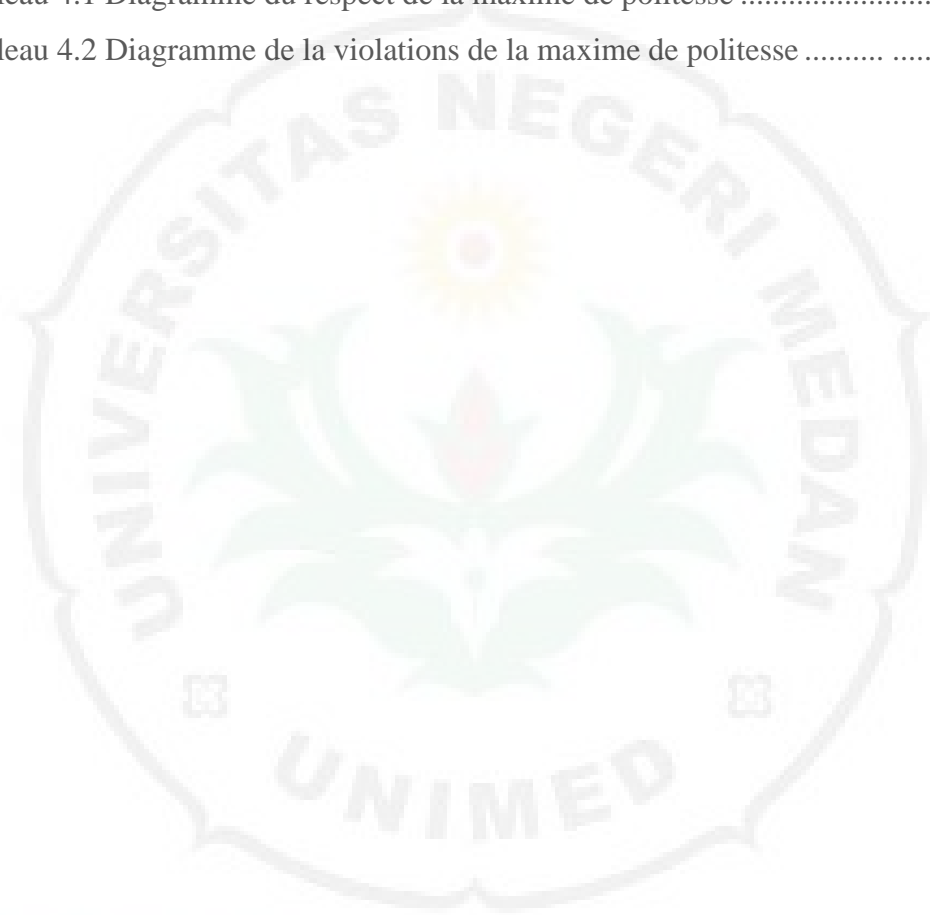 leau 4.1 Diagramme du respect de la maxime de politesse ........................
leau 4.2 Diagramme de la violations de la maxime de politesse .......... .....
UNIVERSITAS NEGERI MEDAN
UNIMED